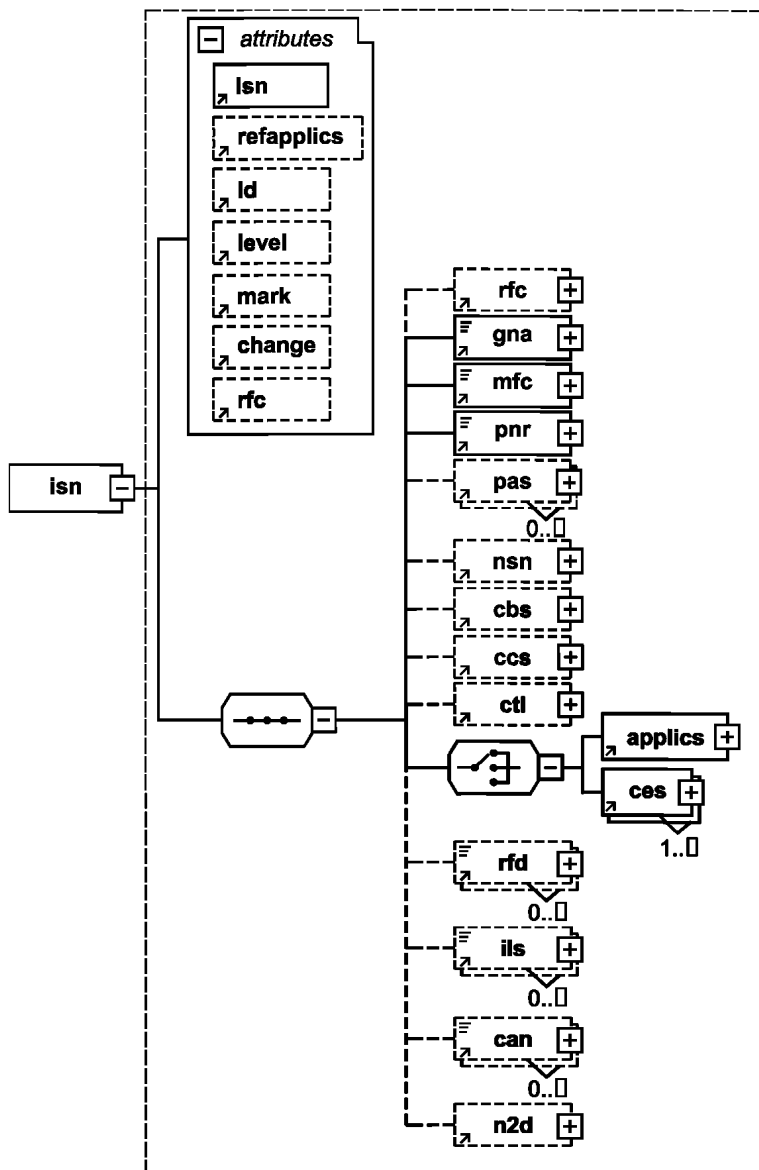 attributes
isn
refapplics
id
level
mark
change
rfc
isn
rfc
gna
mfc
pnr
pas
0..▯
nsn
cbs
ccs
ctl
applics
ces
1..▯
rfd
0..▯
ils
0..▯
can
0..▯
n2d